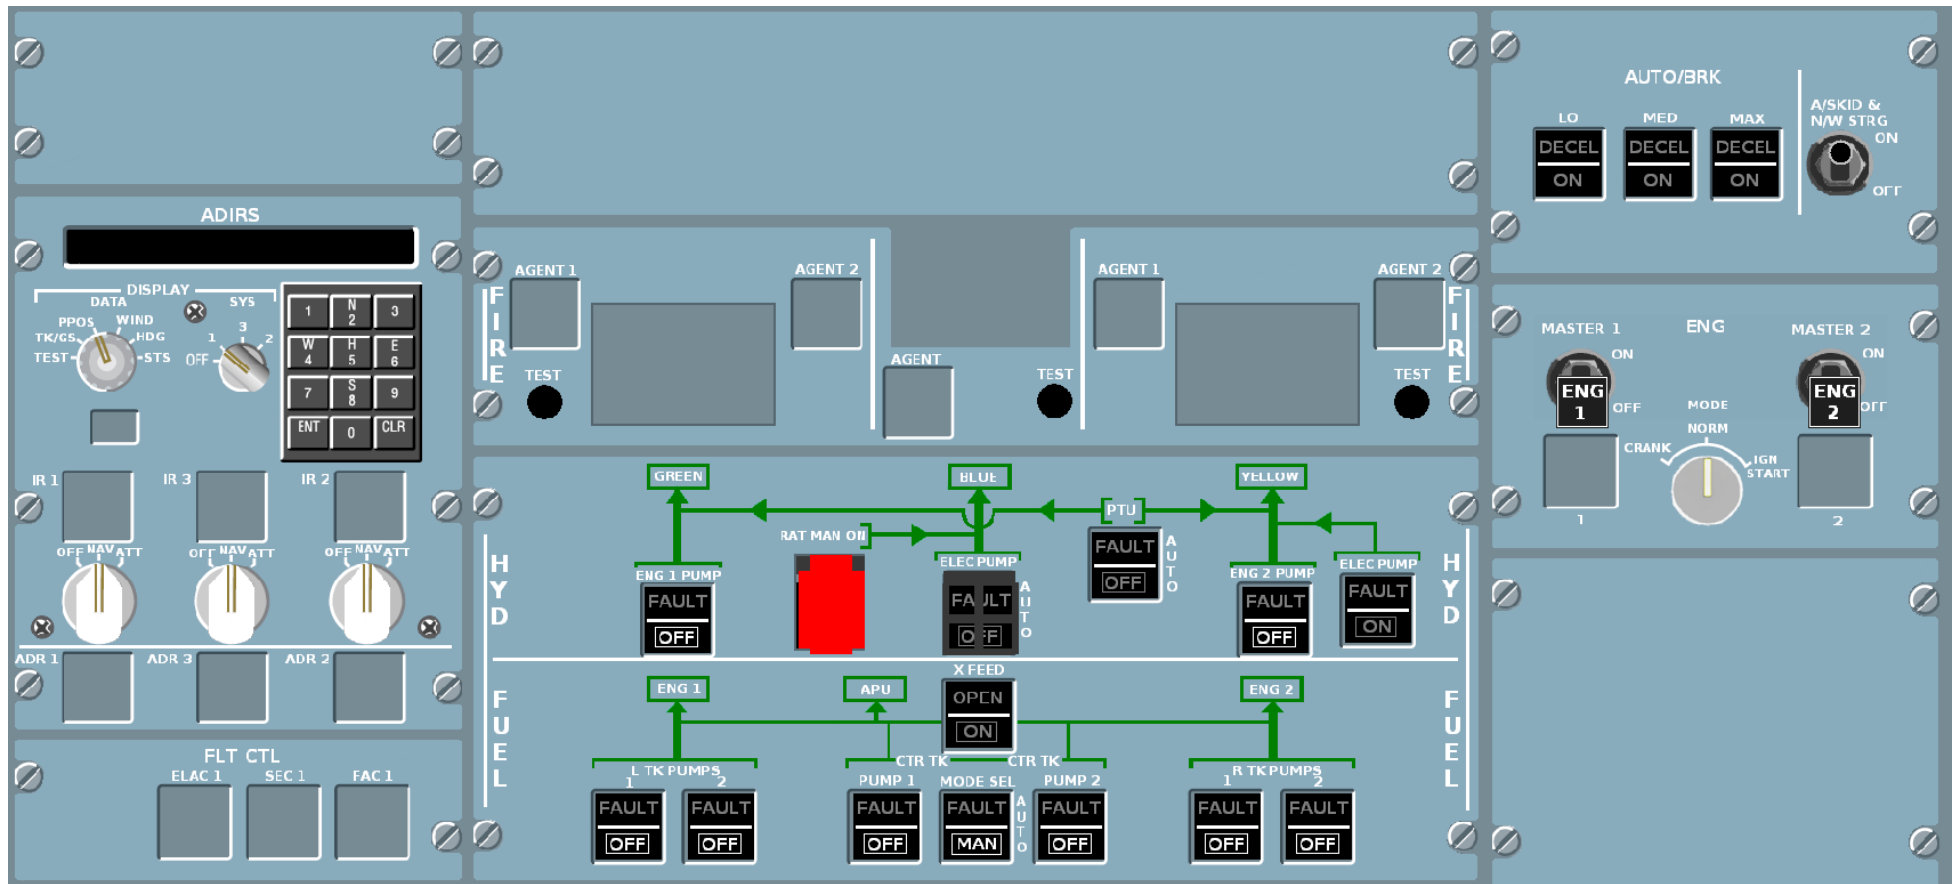 ADIRS
DISPLAY
DATA
SYS
PPOS
WIND
TK/GS
HDG
TEST
STS
1
3
2
OFF
1
N
2
3
W
4
H
5
E
6
7
S
8
9
ENT
0
CLR
IR 1
IR 3
IR 2
OFF NAV ATT
OFF NAV ATT
OFF NAV ATT
ADR 1
ADR 3
ADR 2
FLT CTL
ELAC 1
SEC 1
FAC 1
FIRE
AGENT 1
AGENT 2
TEST
AGENT
TEST
AGENT 1
AGENT 2
TEST
FIRE
HYD
GREEN
BLUE
YELLOW
PTU
RAT MAN ON
FAULT
OFF
AUTO
ENG 1 PUMP
FAULT
OFF
ELEC PUMP
FAULT
OFF
AUTO
ENG 2 PUMP
FAULT
OFF
ELEC PUMP
FAULT
ON
HYD
FUEL
X FEED
OPEN
ON
ENG 1
APU
ENG 2
L TK PUMPS
1
2
FAULT
OFF
FAULT
OFF
CTR TK
CTR TK
PUMP 1
MODE SEL
PUMP 2
FAULT
OFF
FAULT
MAN
AUTO
FAULT
OFF
R TK PUMPS
1
2
FAULT
OFF
FAULT
OFF
FUEL
AUTO/BRK
LO
MED
MAX
DECEL
ON
DECEL
ON
DECEL
ON
A/SKID &
N/W STRG
ON
OFF
MASTER 1
ENG
MASTER 2
ON
ON
ENG
1
OFF
ENG
2
OFF
MODE
NORM
CRANK
IGN
START
1
2